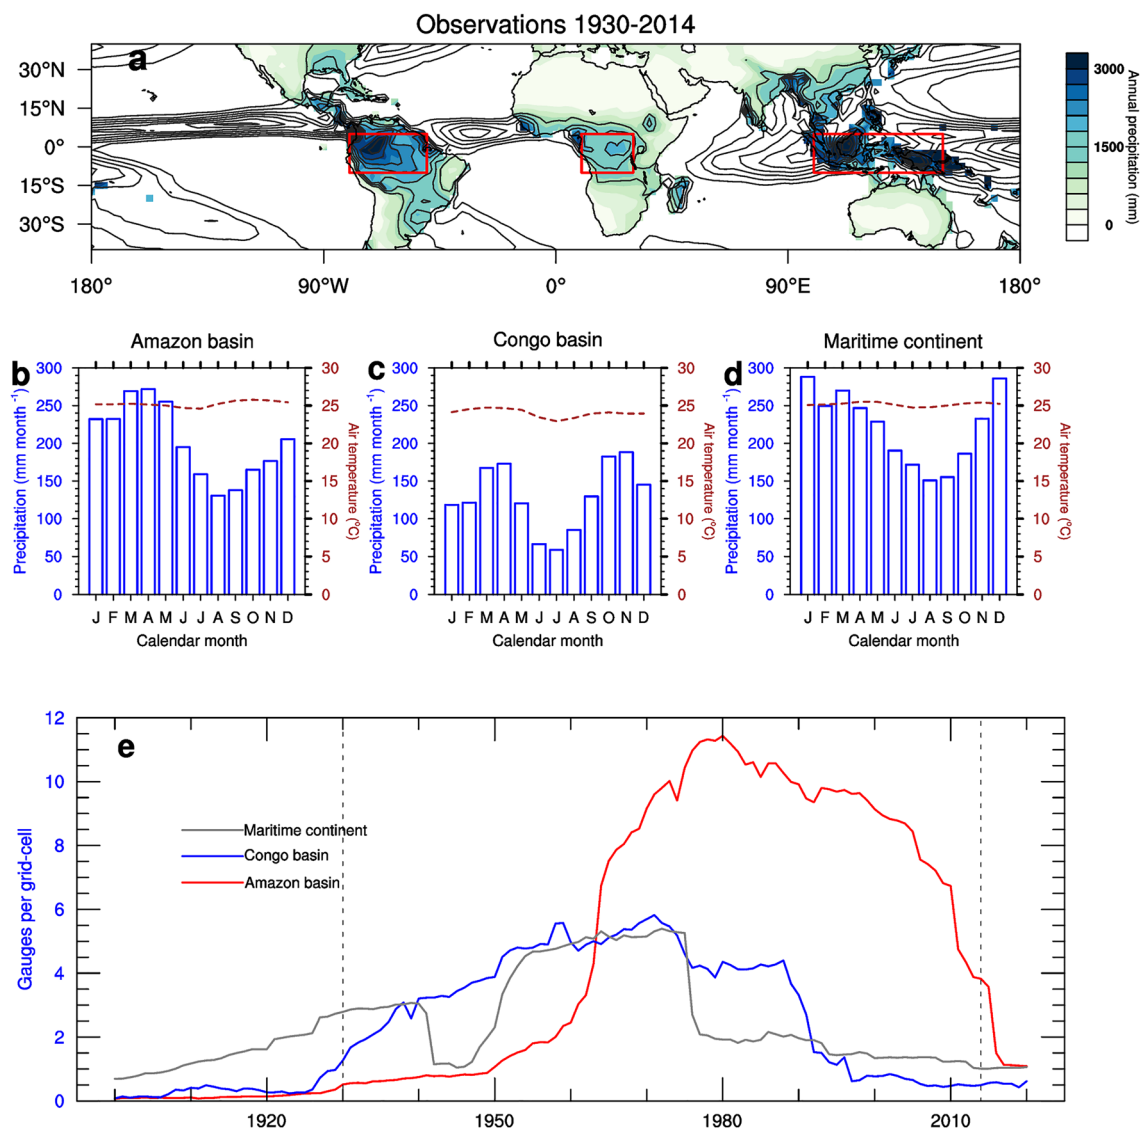 Observations 1930-2014
a
30°N
15°N
0°
15°S
30°S
180°
90°W
0°
90°E
180°
3000
1500
0
Annual precipitation (mm)
Amazon basin
b
300
250
200
150
100
50
0
Precipitation (mm month -1)
30
25
20
15
10
5
0
Air temperature (°C)
J F M A M J J A S O N D
Calendar month
Congo basin
c
300
250
200
150
100
50
0
Precipitation (mm month -1)
30
25
20
15
10
5
0
Air temperature (°C)
J F M A M J J A S O N D
Calendar month
Maritime continent
d
300
250
200
150
100
50
0
Precipitation (mm month -1)
30
25
20
15
10
5
0
Air temperature (°C)
J F M A M J J A S O N D
Calendar month
e
12
10
8
6
4
2
0
Gauges per grid-cell
Maritime continent
Congo basin
Amazon basin
1920
1950
1980
2010